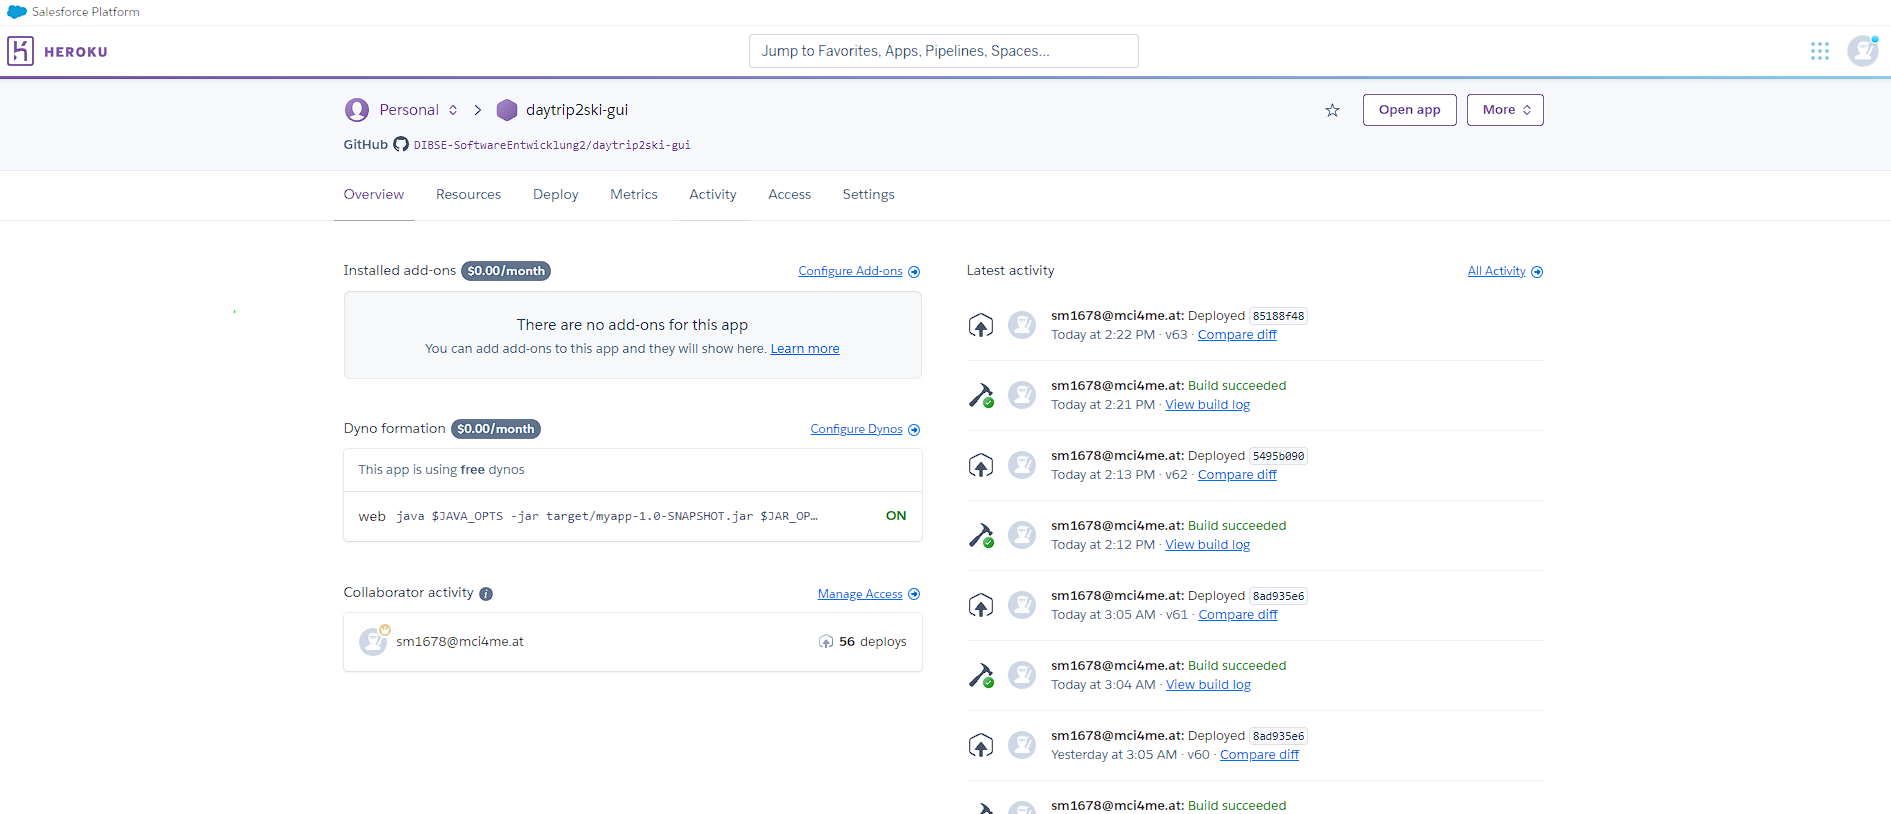 Salesforce Platform
HEROKU
Jump to Favorites, Apps, Pipelines, Spaces...
Personal daytrip2ski-gui
Open app
More
GitHub DIBSE-SoftwareEntwicklung2/daytrip2ski-gui
Overview Resources Deploy Metrics Activity Access Settings
Installed add-ons $0.00/month Configure Add-ons
There are no add-ons for this app
You can add add-ons to this app and they will show here. Learn more
Dyno formation $0.00/month Configure Dynos
This app is using free dynos
web java $JAVA_OPTS -jar target/myapp-1.0-SNAPSHOT.jar $JAR_OP… ON
Collaborator activity i Manage Access
sm1678@mci4me.at 56 deploys
Latest activity All Activity
sm1678@mci4me.at: Deployed 85188f48
Today at 2:22 PM · v63 · Compare diff
sm1678@mci4me.at: Build succeeded
Today at 2:21 PM · View build log
sm1678@mci4me.at: Deployed 5495b090
Today at 2:13 PM · v62 · Compare diff
sm1678@mci4me.at: Build succeeded
Today at 2:12 PM · View build log
sm1678@mci4me.at: Deployed 8ad935e6
Today at 3:05 AM · v61 · Compare diff
sm1678@mci4me.at: Build succeeded
Today at 3:04 AM · View build log
sm1678@mci4me.at: Deployed 8ad935e6
Yesterday at 3:05 AM · v60 · Compare diff
sm1678@mci4me.at: Build succeeded